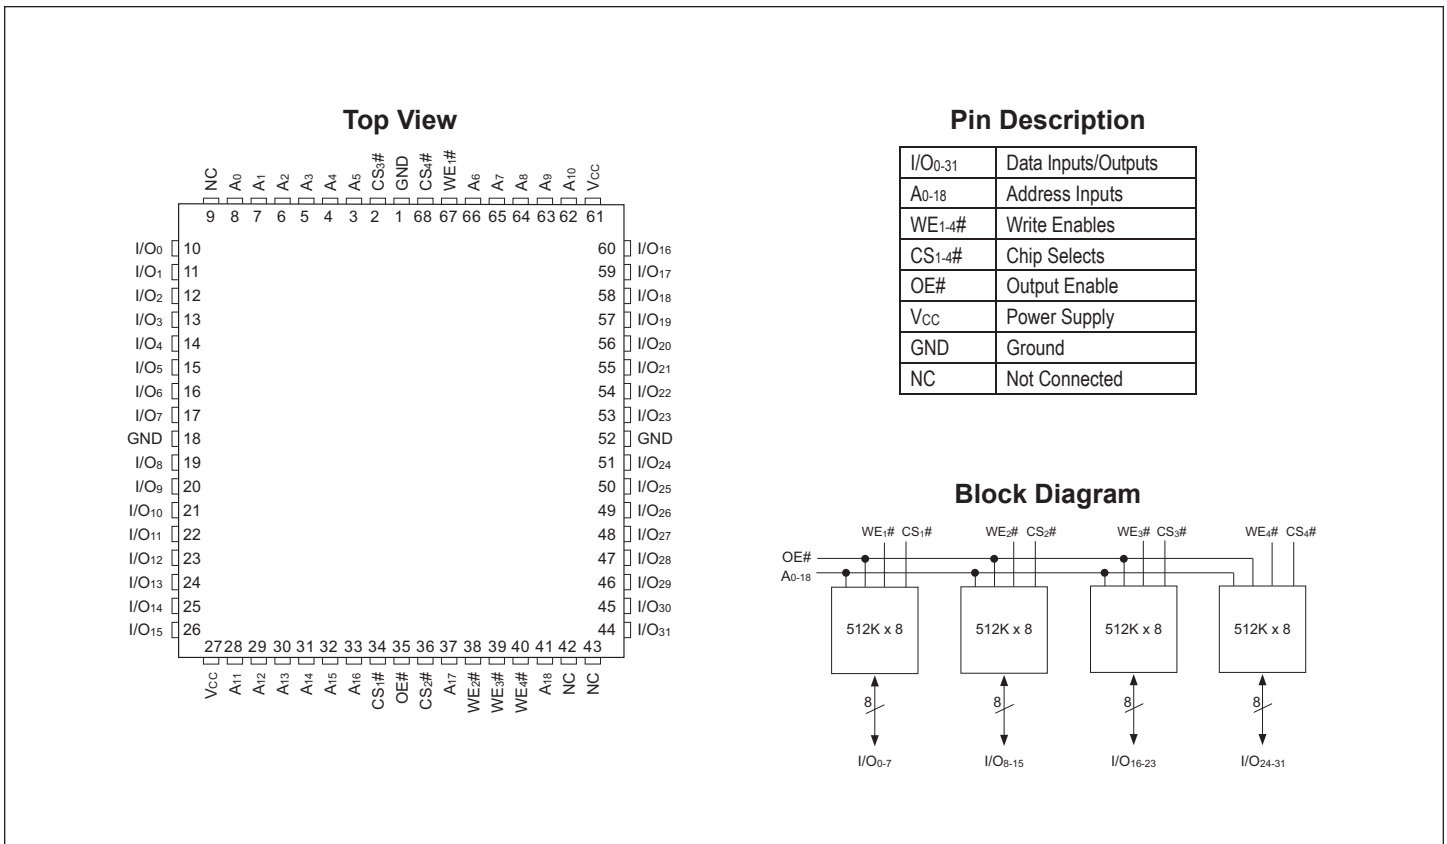 Top View
NC A0 A1 A2 A3 A4 A5 CS3# GND CS4# WE1# A6 A7 A8 A9 A10 VCC
9 8 7 6 5 4 3 2 1 68 67 66 65 64 63 62 61
I/O0 10 60 I/O16
I/O1 11 59 I/O17
I/O2 12 58 I/O18
I/O3 13 57 I/O19
I/O4 14 56 I/O20
I/O5 15 55 I/O21
I/O6 16 54 I/O22
I/O7 17 53 I/O23
GND 18 52 GND
I/O8 19 51 I/O24
I/O9 20 50 I/O25
I/O10 21 49 I/O26
I/O11 22 48 I/O27
I/O12 23 47 I/O28
I/O13 24 46 I/O29
I/O14 25 45 I/O30
I/O15 26 44 I/O31
27 28 29 30 31 32 33 34 35 36 37 38 39 40 41 42 43
VCC A11 A12 A13 A14 A15 A16 CS1# OE# CS2# A17 WE2# WE3# WE4# A18 NC NC
Pin Description
I/O0-31 Data Inputs/Outputs
A0-18 Address Inputs
WE1-4# Write Enables
CS1-4# Chip Selects
OE# Output Enable
VCC Power Supply
GND Ground
NC Not Connected
Block Diagram
WE1# CS1# WE2# CS2# WE3# CS3# WE4# CS4#
OE#
A0-18
512K x 8 512K x 8 512K x 8 512K x 8
8 8 8 8
I/O0-7 I/O8-15 I/O16-23 I/O24-31